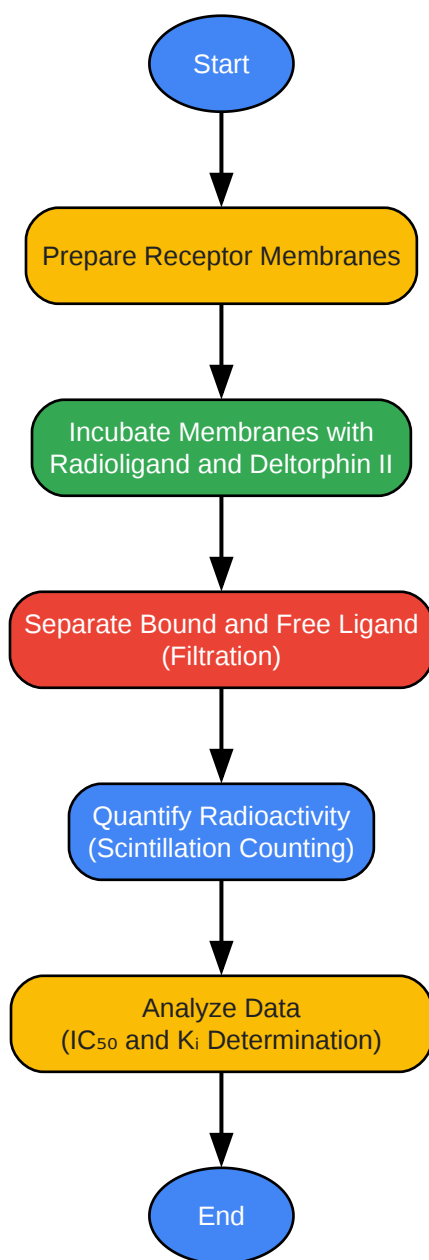 Start
Prepare Receptor Membranes
Incubate Membranes with
Radioligand and Deltorphin II
Separate Bound and Free Ligand
(Filtration)
Quantify Radioactivity
(Scintillation Counting)
Analyze Data
(IC₅₀ and Kᵢ Determination)
End